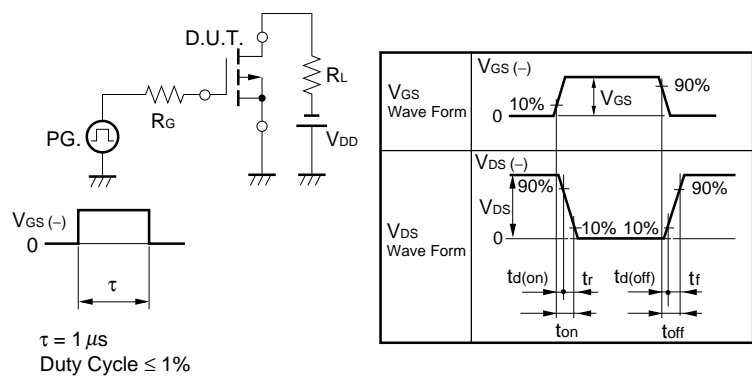 D.U.T.
RL
RG
PG.
VDD
VGS (−)
0
τ
τ = 1 μs
Duty Cycle ≤ 1%
VGS
Wave Form
VGS (−)
10%
VGS
90%
0
VDS
Wave Form
VDS (−)
90%
VDS
10% 10%
90%
0
td(on) tr td(off) tf
ton toff